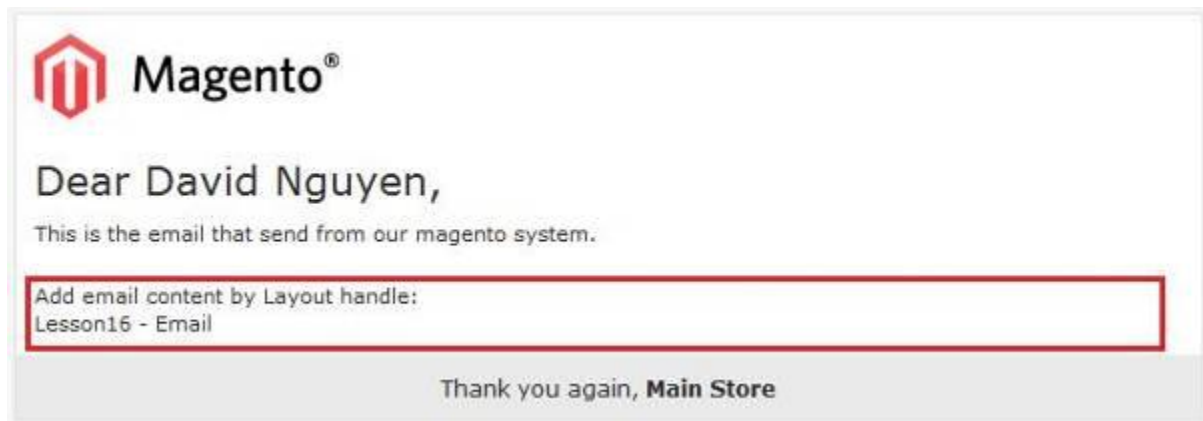 Magento®
Dear David Nguyen,
This is the email that send from our magento system.
Add email content by Layout handle:
Lesson16 - Email
Thank you again, Main Store